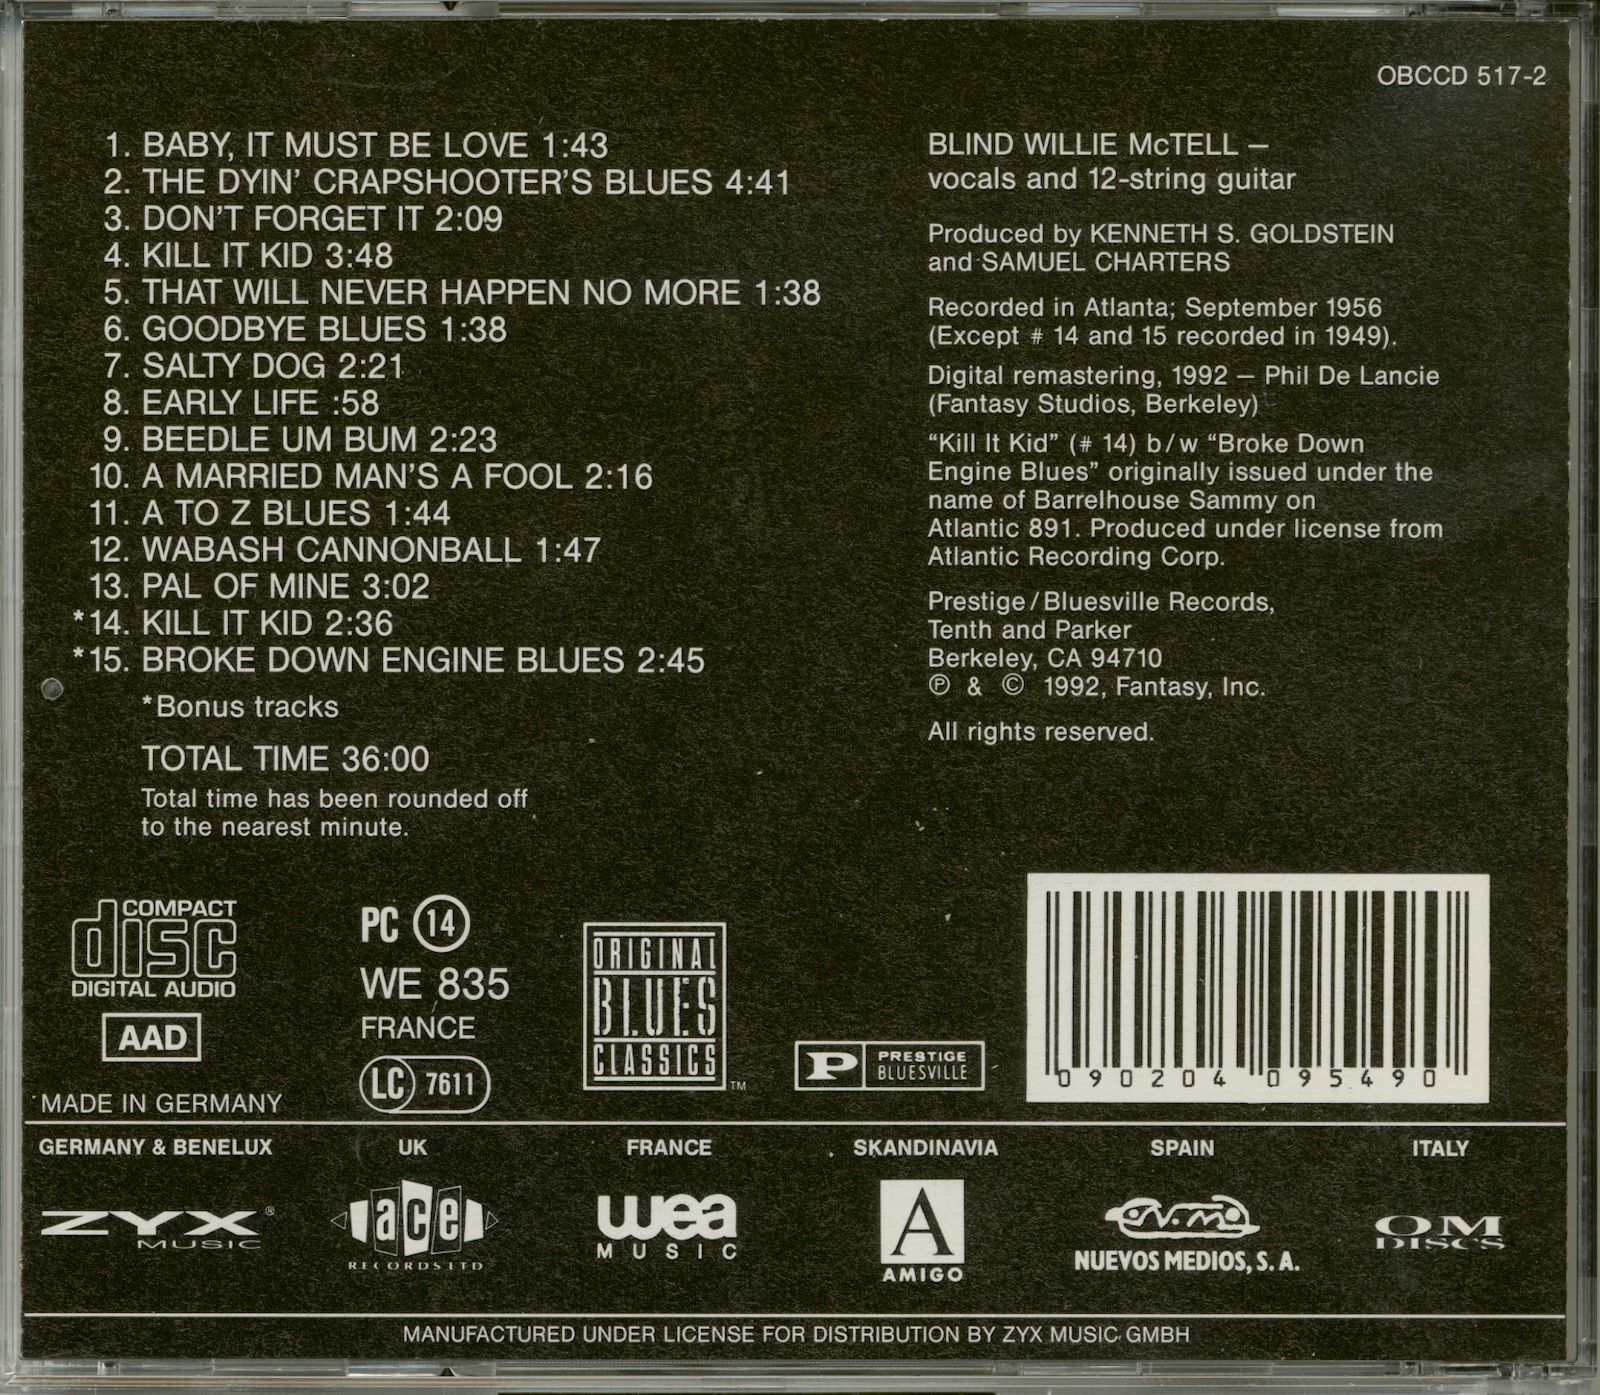 OBCCD 517-2
1. BABY, IT MUST BE LOVE 1:43
2. THE DYIN' CRAPSHOOTER'S BLUES 4:41
3. DON'T FORGET IT 2:09
4. KILL IT KID 3:48
5. THAT WILL NEVER HAPPEN NO MORE 1:38
6. GOODBYE BLUES 1:38
7. SALTY DOG 2:21
8. EARLY LIFE :58
9. BEEDLE UM BUM 2:23
10. A MARRIED MAN'S A FOOL 2:16
11. A TO Z BLUES 1:44
12. WABASH CANNONBALL 1:47
13. PAL OF MINE 3:02
*14. KILL IT KID 2:36
*15. BROKE DOWN ENGINE BLUES 2:45
*Bonus tracks
TOTAL TIME 36:00
Total time has been rounded off
to the nearest minute.
BLIND WILLIE McTELL –
vocals and 12-string guitar
Produced by KENNETH S. GOLDSTEIN
and SAMUEL CHARTERS
Recorded in Atlanta; September 1956
(Except # 14 and 15 recorded in 1949).
Digital remastering, 1992 – Phil De Lancie
(Fantasy Studios, Berkeley)
“Kill It Kid” (# 14) b/w “Broke Down
Engine Blues” originally issued under the
name of Barrelhouse Sammy on
Atlantic 891. Produced under license from
Atlantic Recording Corp.
Prestige/Bluesville Records,
Tenth and Parker
Berkeley, CA 94710
℗ & © 1992, Fantasy, Inc.
All rights reserved.
COMPACT
disc
DIGITAL AUDIO
AAD
MADE IN GERMANY
PC 14
WE 835
FRANCE
LC 7611
ORIGINAL
BLUES
CLASSICS
TM
P PRESTIGE
BLUESVILLE
090204 095490
GERMANY & BENELUX
ZYX ®
MUSIC
UK
ace
RECORDS LTD
FRANCE
wea
MUSIC
SKANDINAVIA
A
AMIGO
SPAIN
n.m.
NUEVOS MEDIOS, S.A.
ITALY
OM
DISCS
MANUFACTURED UNDER LICENSE FOR DISTRIBUTION BY ZYX MUSIC GMBH